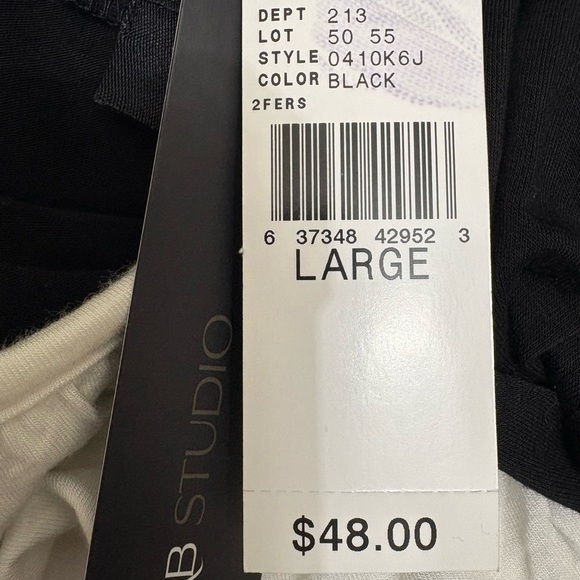 DEPT 213
LOT 50 55
STYLE 0410K6J
COLOR BLACK
2FERS
6 37348 42952 3
LARGE
$48.00
B STUDIO